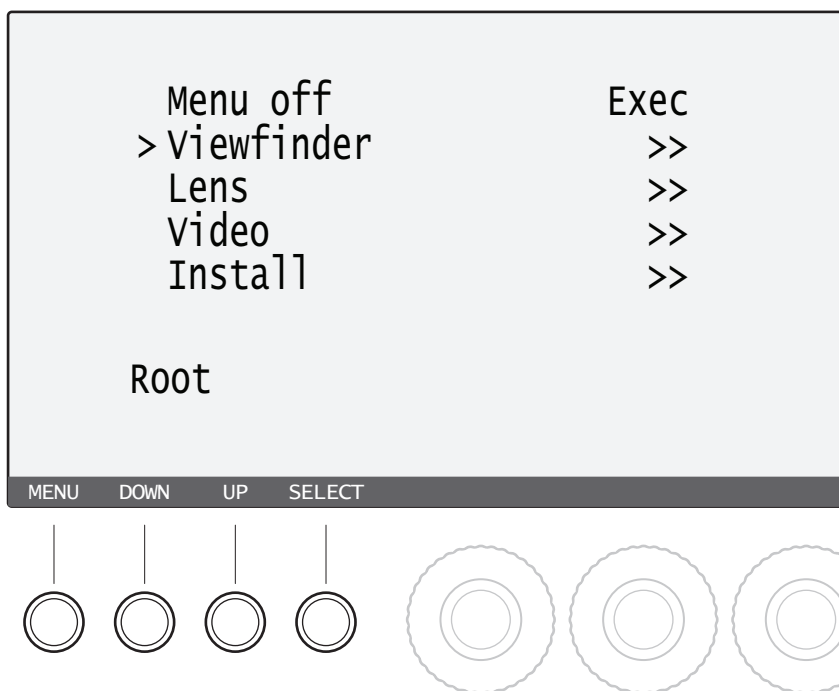 Menu off Exec
> Viewfinder >>
Lens >>
Video >>
Install >>
Root
MENU DOWN UP SELECT